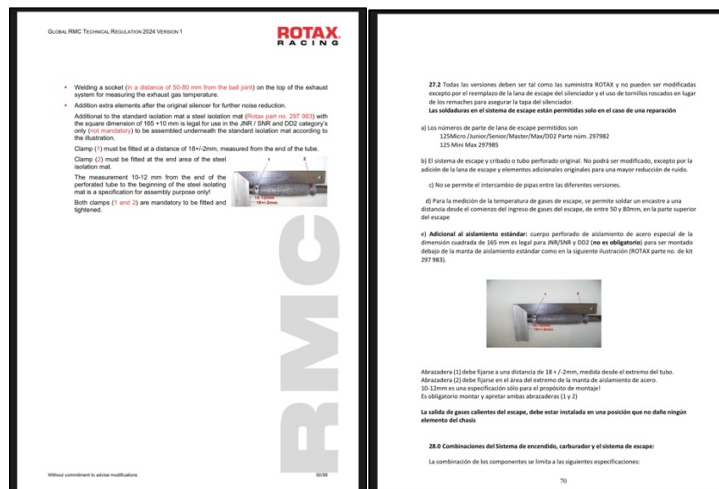 GLOBAL RMC TECHNICAL REGULATION 2024 VERSION 1
ROTAX
RACING
• Welding a socket (in a distance of 50-80 mm from the ball joint) on the top of the exhaust
system for measuring the exhaust gas temperature.
• Addition extra elements after the original silencer for further noise reduction.
Additional to the standard isolation mat a steel isolation mat (Rotax part no. 297 983) with
the square dimension of 165 +10 mm is legal for use in the JNR / SNR and DD2 category's
only (not mandatory) to be assembled underneath the standard isolation mat according to
the illustration.
Clamp (1) must be fitted at a distance of 18+/-2mm, measured from the end of the tube.
Clamp (2) must be fitted at the end area of the steel
isolation mat.
The measurement 10-12 mm from the end of the
perforated tube to the beginning of the steel isolating
mat is a specification for assembly purpose only!
Both clamps (1 and 2) are mandatory to be fitted and
tightened.
1 2
10-12mm
18+/-2mm
RMC
Without commitment to advise modifications
50/50
27.2 Todas las versiones deben ser tal como las suministra ROTAX y no pueden ser modificadas
excepto por el reemplazo de la lana de escape del silenciador y el uso de tornillos roscados en lugar
de los remaches para asegurar la tapa del silenciador.
Las soldaduras en el sistema de escape están permitidas solo en el caso de una reparación
a) Los números de parte de lana de escape permitidos son
125Micro /Junior/Senior/Master/Max/DD2 Parte núm. 297982
125 Mini Max 297985
b) El sistema de escape y cribado o tubo perforado original. No podrá ser modificado, excepto por la
adición de la lana de escape y elementos adicionales originales para una mayor reducción de ruido.
c) No se permite el intercambio de pipas entre las diferentes versiones.
d) Para la medición de la temperatura de gases de escape, se permite soldar un encastre a una
distancia desde el comienzo del ingreso de gases del escape, de entre 50 y 80mm, en la parte superior
del escape
e) Adicional al aislamiento estándar: cuerpo perforado de aislamiento de acero especial de la
dimensión cuadrada de 165 mm es legal para JNR/SNR y DD2 (no es obligatorio) para ser montado
debajo de la manta de aislamiento estándar como en la siguiente ilustración (ROTAX parte no. de kit
297 983).
1 2
Abrazadera (1) debe fijarse a una distancia de 18 + /-2mm, medida desde el extremo del tubo.
Abrazadera (2) debe fijarse en el área del extremo de la manta de aislamiento de acero.
10-12mm es una especificación sólo para el propósito de montaje!
Es obligatorio montar y apretar ambas abrazaderas (1 y 2)
La salida de gases calientes del escape, debe estar instalada en una posición que no dañe ningún
elemento del chasis
28.0 Combinaciones del Sistema de encendido, carburador y el sistema de escape:
La combinación de los componentes se limita a las siguientes especificaciones:
70